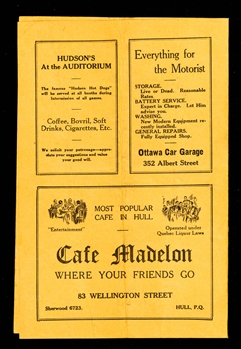 HUDSON'S
At the AUDITORIUM
The famous "Hudson Hot Dogs"
will be served at all booths during
intermission of all games.
Coffee, Bovril, Soft
Drinks, Cigarettes, Etc.
We solicit your patronage—appreciate
your suggestions and value
your good will.
Everything for
the Motorist
STORAGE.
Live or Dead. Reasonable
Rates.
BATTERY SERVICE.
Expert in Charge. Let Him
advise you.
WASHING.
New Modern Equipment recently
installed.
GENERAL REPAIRS.
Fully Equipped Shop.
Ottawa Car Garage
352 Albert Street
MOST POPULAR
CAFE IN HULL
"Entertainment"
Operated under
Quebec Liquor Laws
Cafe Madelon
WHERE YOUR FRIENDS GO
83 WELLINGTON STREET
Sherwood 6723.
HULL, P.Q.